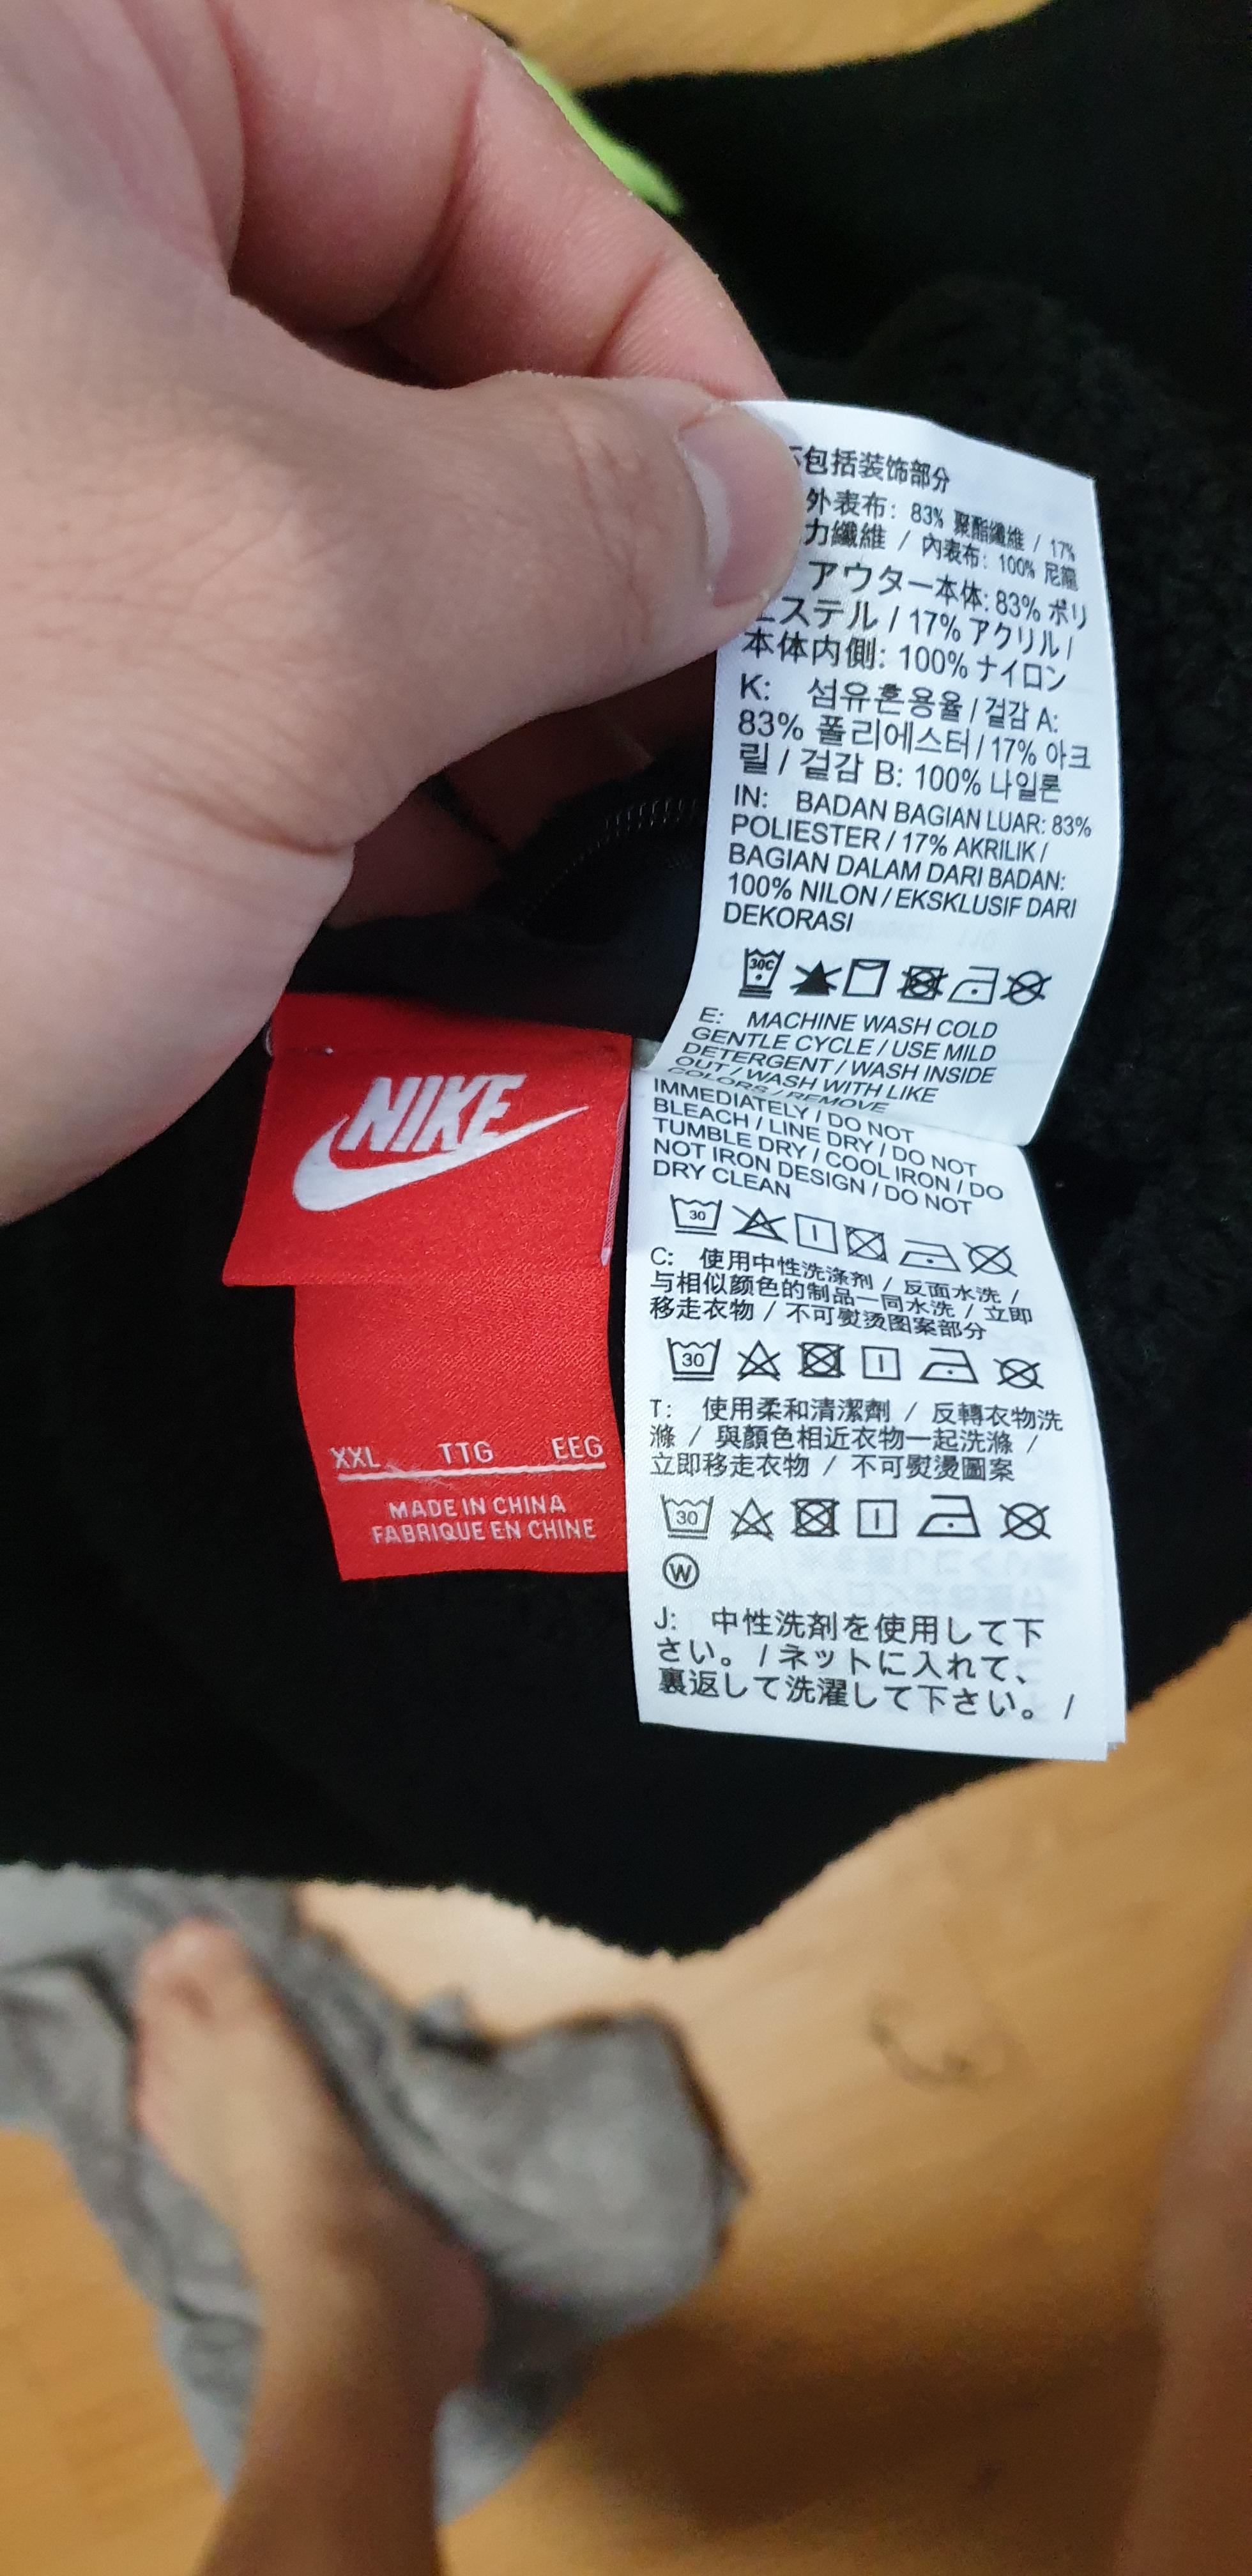 包括装饰部分
外表布: 83% 聚酯纖維 / 17%
力纖維 / 內表布: 100% 尼龍
アウター本体: 83% ポリ
エステル / 17% アクリル /
本体内側: 100% ナイロン
K: 섬유혼용율 / 겉감 A:
83% 폴리에스터 / 17% 아크
릴 / 겉감 B: 100% 나일론
IN: BADAN BAGIAN LUAR: 83%
POLIESTER / 17% AKRILIK /
BAGIAN DALAM DARI BADAN:
100% NILON / EKSKLUSIF DARI
DEKORASI
30C
E: MACHINE WASH COLD
GENTLE CYCLE / USE MILD
DETERGENT / WASH INSIDE
OUT / WASH WITH LIKE
COLORS / REMOVE
IMMEDIATELY / DO NOT
BLEACH / LINE DRY / DO NOT
TUMBLE DRY / COOL IRON / DO
NOT IRON DESIGN / DO NOT
DRY CLEAN
30
C: 使用中性洗涤剂 / 反面水洗 /
与相似颜色的制品一同水洗 / 立即
移走衣物 / 不可熨烫图案部分
30
T: 使用柔和清潔劑 / 反轉衣物洗
滌 / 與顏色相近衣物一起洗滌 /
立即移走衣物 / 不可熨燙圖案
30
W
J: 中性洗剤を使用して下
さい。 / ネットに入れて、
裏返して洗濯して下さい。 /
NIKE
XXL TTG EEG
MADE IN CHINA
FABRIQUE EN CHINE